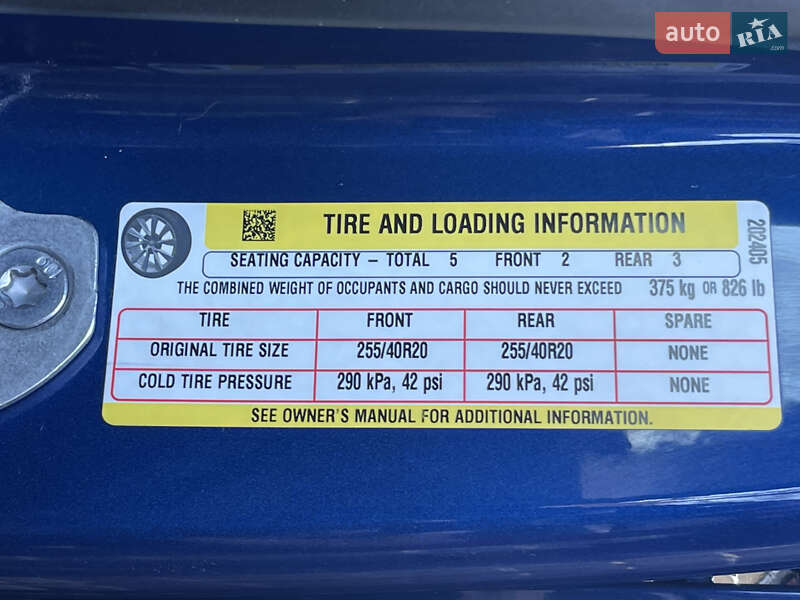 auto RIA .com
TIRE AND LOADING INFORMATION
202405
SEATING CAPACITY – TOTAL 5 FRONT 2 REAR 3
THE COMBINED WEIGHT OF OCCUPANTS AND CARGO SHOULD NEVER EXCEED 375 kg OR 826 lb
TIRE FRONT REAR SPARE
ORIGINAL TIRE SIZE 255/40R20 255/40R20 NONE
COLD TIRE PRESSURE 290 kPa, 42 psi 290 kPa, 42 psi NONE
SEE OWNER'S MANUAL FOR ADDITIONAL INFORMATION.